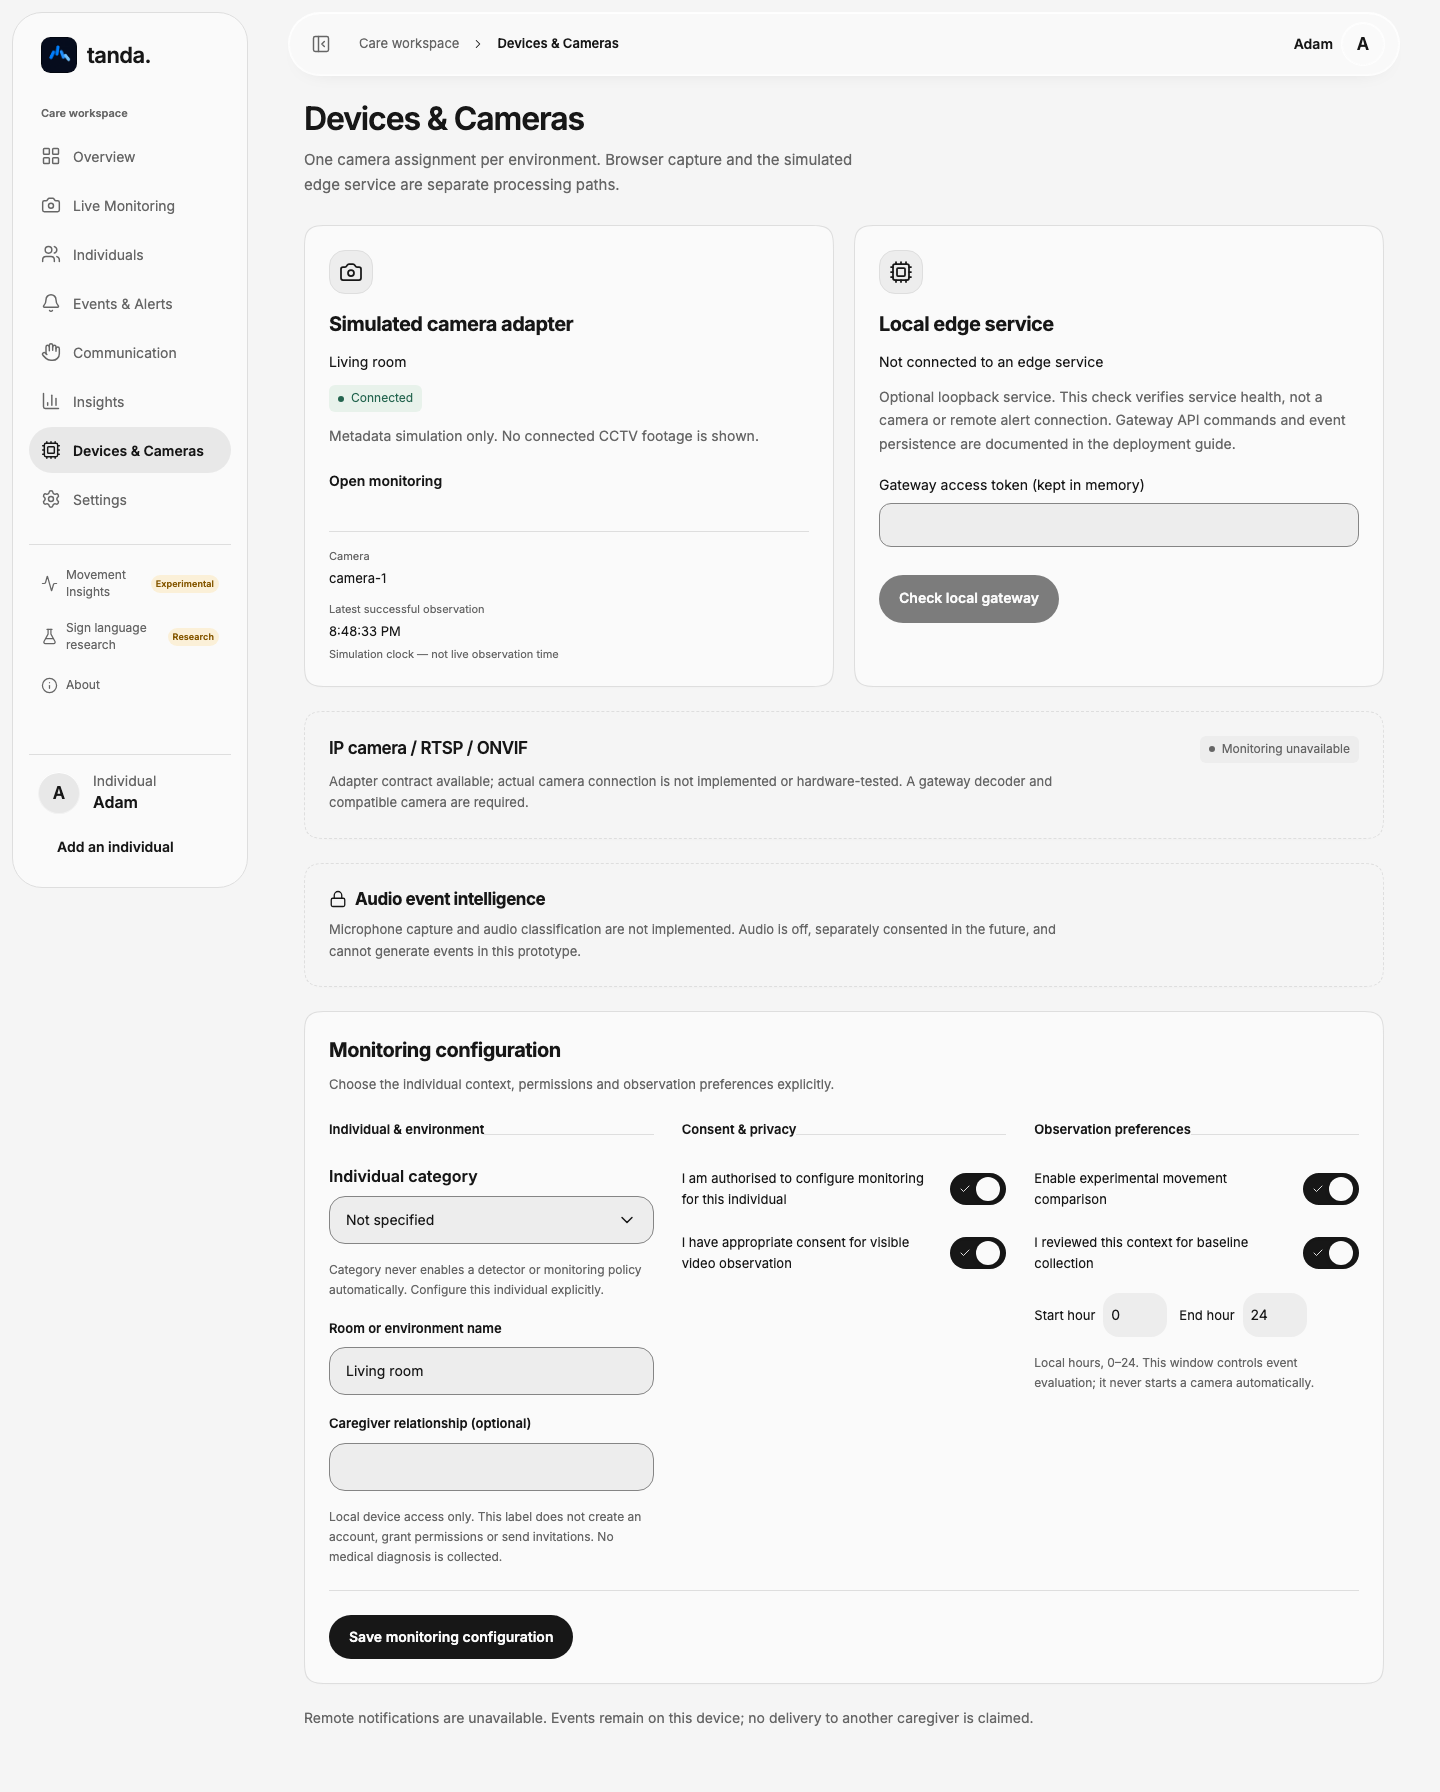 tanda.
Care workspace
Overview
Live Monitoring
Individuals
Events & Alerts
Communication
Insights
Devices & Cameras
Settings
Movement
Insights
Experimental
Sign language
research
Research
About
A
Individual
Adam
Add an individual
Care workspace > Devices & Cameras
Adam A
Devices & Cameras
One camera assignment per environment. Browser capture and the simulated
edge service are separate processing paths.
Simulated camera adapter
Living room
Connected
Metadata simulation only. No connected CCTV footage is shown.
Open monitoring
Camera
camera-1
Latest successful observation
8:48:33 PM
Simulation clock — not live observation time
Local edge service
Not connected to an edge service
Optional loopback service. This check verifies service health, not a
camera or remote alert connection. Gateway API commands and event
persistence are documented in the deployment guide.
Gateway access token (kept in memory)
Check local gateway
IP camera / RTSP / ONVIF
Monitoring unavailable
Adapter contract available; actual camera connection is not implemented or hardware-tested. A gateway decoder and
compatible camera are required.
Audio event intelligence
Microphone capture and audio classification are not implemented. Audio is off, separately consented in the future, and
cannot generate events in this prototype.
Monitoring configuration
Choose the individual context, permissions and observation preferences explicitly.
Individual & environment
Individual category
Not specified
Category never enables a detector or monitoring policy
automatically. Configure this individual explicitly.
Room or environment name
Living room
Caregiver relationship (optional)
Local device access only. This label does not create an
account, grant permissions or send invitations. No
medical diagnosis is collected.
Consent & privacy
I am authorised to configure monitoring
for this individual
I have appropriate consent for visible
video observation
Observation preferences
Enable experimental movement
comparison
I reviewed this context for baseline
collection
Start hour 0 End hour 24
Local hours, 0–24. This window controls event
evaluation; it never starts a camera automatically.
Save monitoring configuration
Remote notifications are unavailable. Events remain on this device; no delivery to another caregiver is claimed.